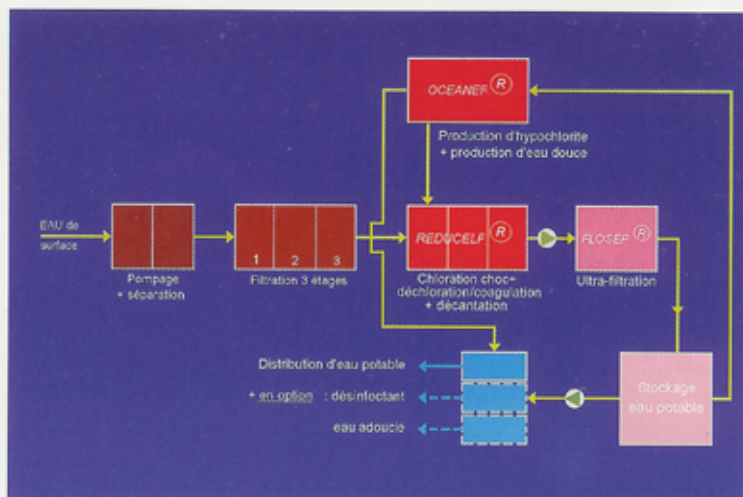 OCEANEF ®
Production d'hypochlorite
+ production d'eau douce
EAU de
surface
REDUCELF ®
FLOSEP ®
1 2 3
Pompage
+ séparation
Filtration 3 étages
Chloration choc+
déchloration/coagulation
+ décantation
Ultra-filtration
Distribution d'eau potable
+ en option : désinfectant
eau adoucie
Stockage
eau potable